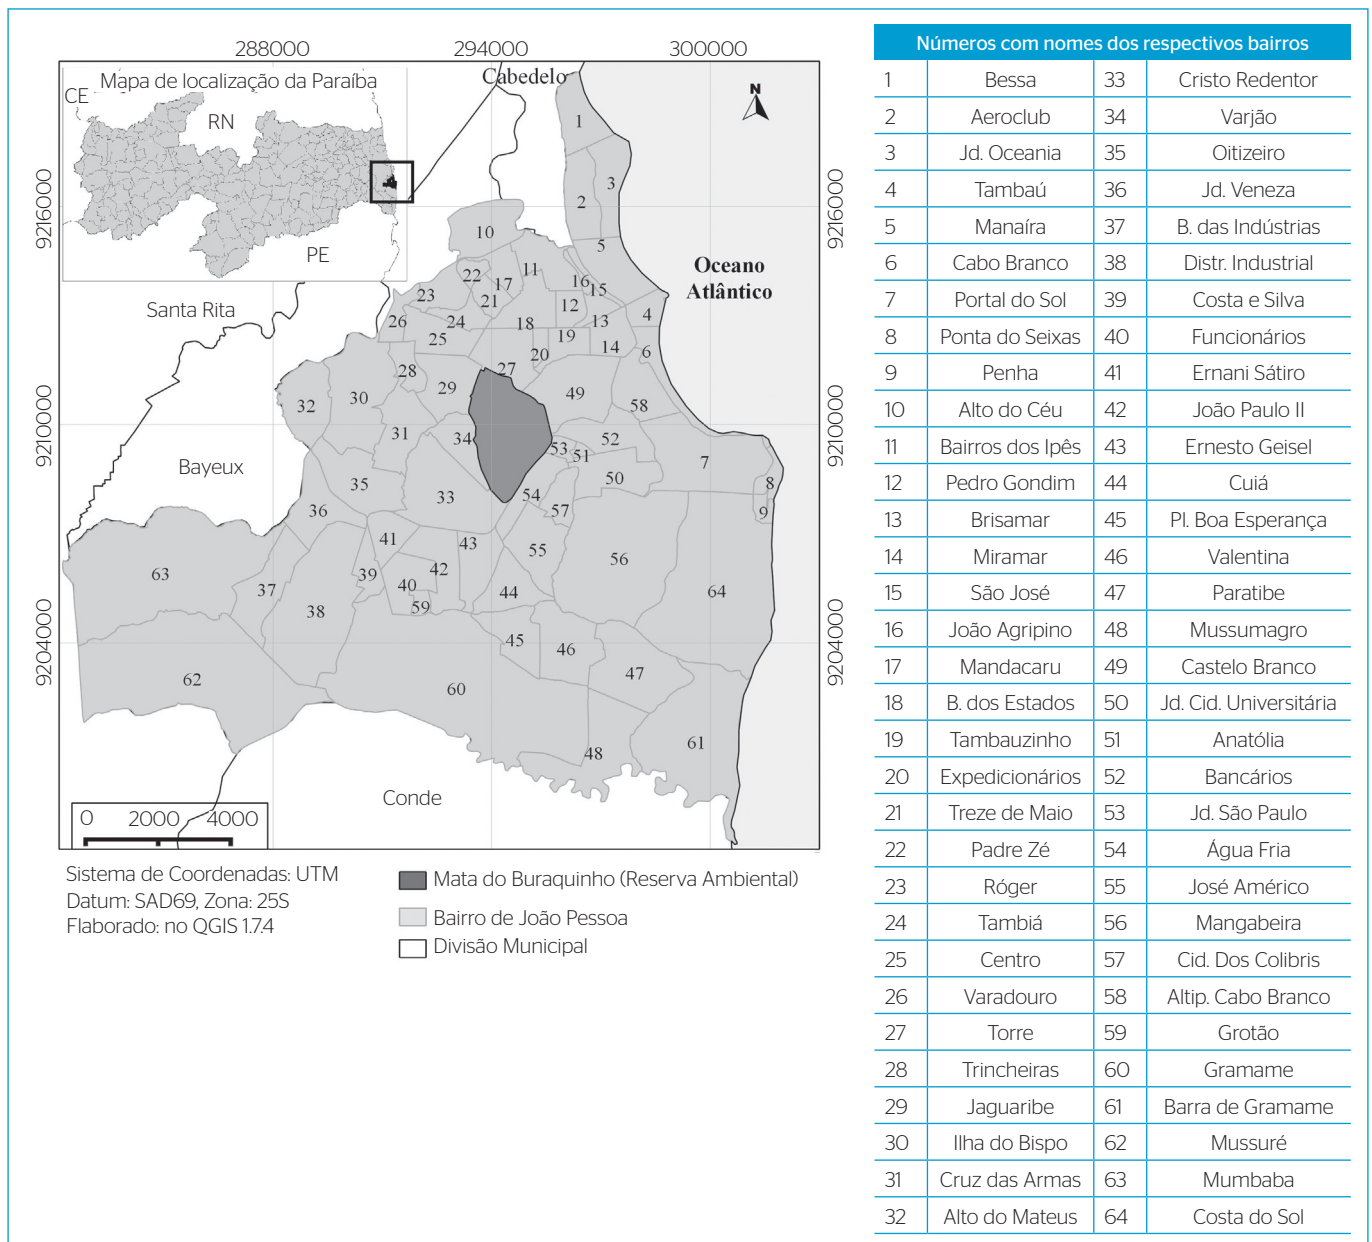 288000 294000 300000
Mapa de localização da Paraíba
CE
RN
PE
Cabedelo
N
9216000
9216000
9210000
9210000
9204000
9204000
Oceano
Atlântico
Santa Rita
Bayeux
Conde
1
2
3
10
5
22
17
11
16
15
23
21
12
4
26
24
18
13
25
19
14
20
6
28
27
30
29
49
32
58
31
34
53
52
51
7
35
33
50
8
36
54
57
9
41
43
55
56
63
39
42
37
40
44
64
38
59
45
46
62
60
47
48
61
0 2000 4000
Sistema de Coordenadas: UTM
Datum: SAD69, Zona: 25S
Elaborado: no QGIS 1.7.4
Mata do Buraquinho (Reserva Ambiental)
Bairro de João Pessoa
Divisão Municipal
Números com nomes dos respectivos bairros
1 Bessa 33 Cristo Redentor
2 Aeroclub 34 Varjão
3 Jd. Oceania 35 Oitizeiro
4 Tambaú 36 Jd. Veneza
5 Manaíra 37 B. das Indústrias
6 Cabo Branco 38 Distr. Industrial
7 Portal do Sol 39 Costa e Silva
8 Ponta do Seixas 40 Funcionários
9 Penha 41 Ernani Sátiro
10 Alto do Céu 42 João Paulo II
11 Bairros dos Ipês 43 Ernesto Geisel
12 Pedro Gondim 44 Cuiá
13 Brisamar 45 Pl. Boa Esperança
14 Miramar 46 Valentina
15 São José 47 Paratibe
16 João Agripino 48 Mussumagro
17 Mandacaru 49 Castelo Branco
18 B. dos Estados 50 Jd. Cid. Universitária
19 Tambauzinho 51 Anatólia
20 Expedicionários 52 Bancários
21 Treze de Maio 53 Jd. São Paulo
22 Padre Zé 54 Água Fria
23 Róger 55 José Américo
24 Tambiá 56 Mangabeira
25 Centro 57 Cid. Dos Colibris
26 Varadouro 58 Altip. Cabo Branco
27 Torre 59 Grotão
28 Trincheiras 60 Gramame
29 Jaguaribe 61 Barra de Gramame
30 Ilha do Bispo 62 Mussuré
31 Cruz das Armas 63 Mumbaba
32 Alto do Mateus 64 Costa do Sol